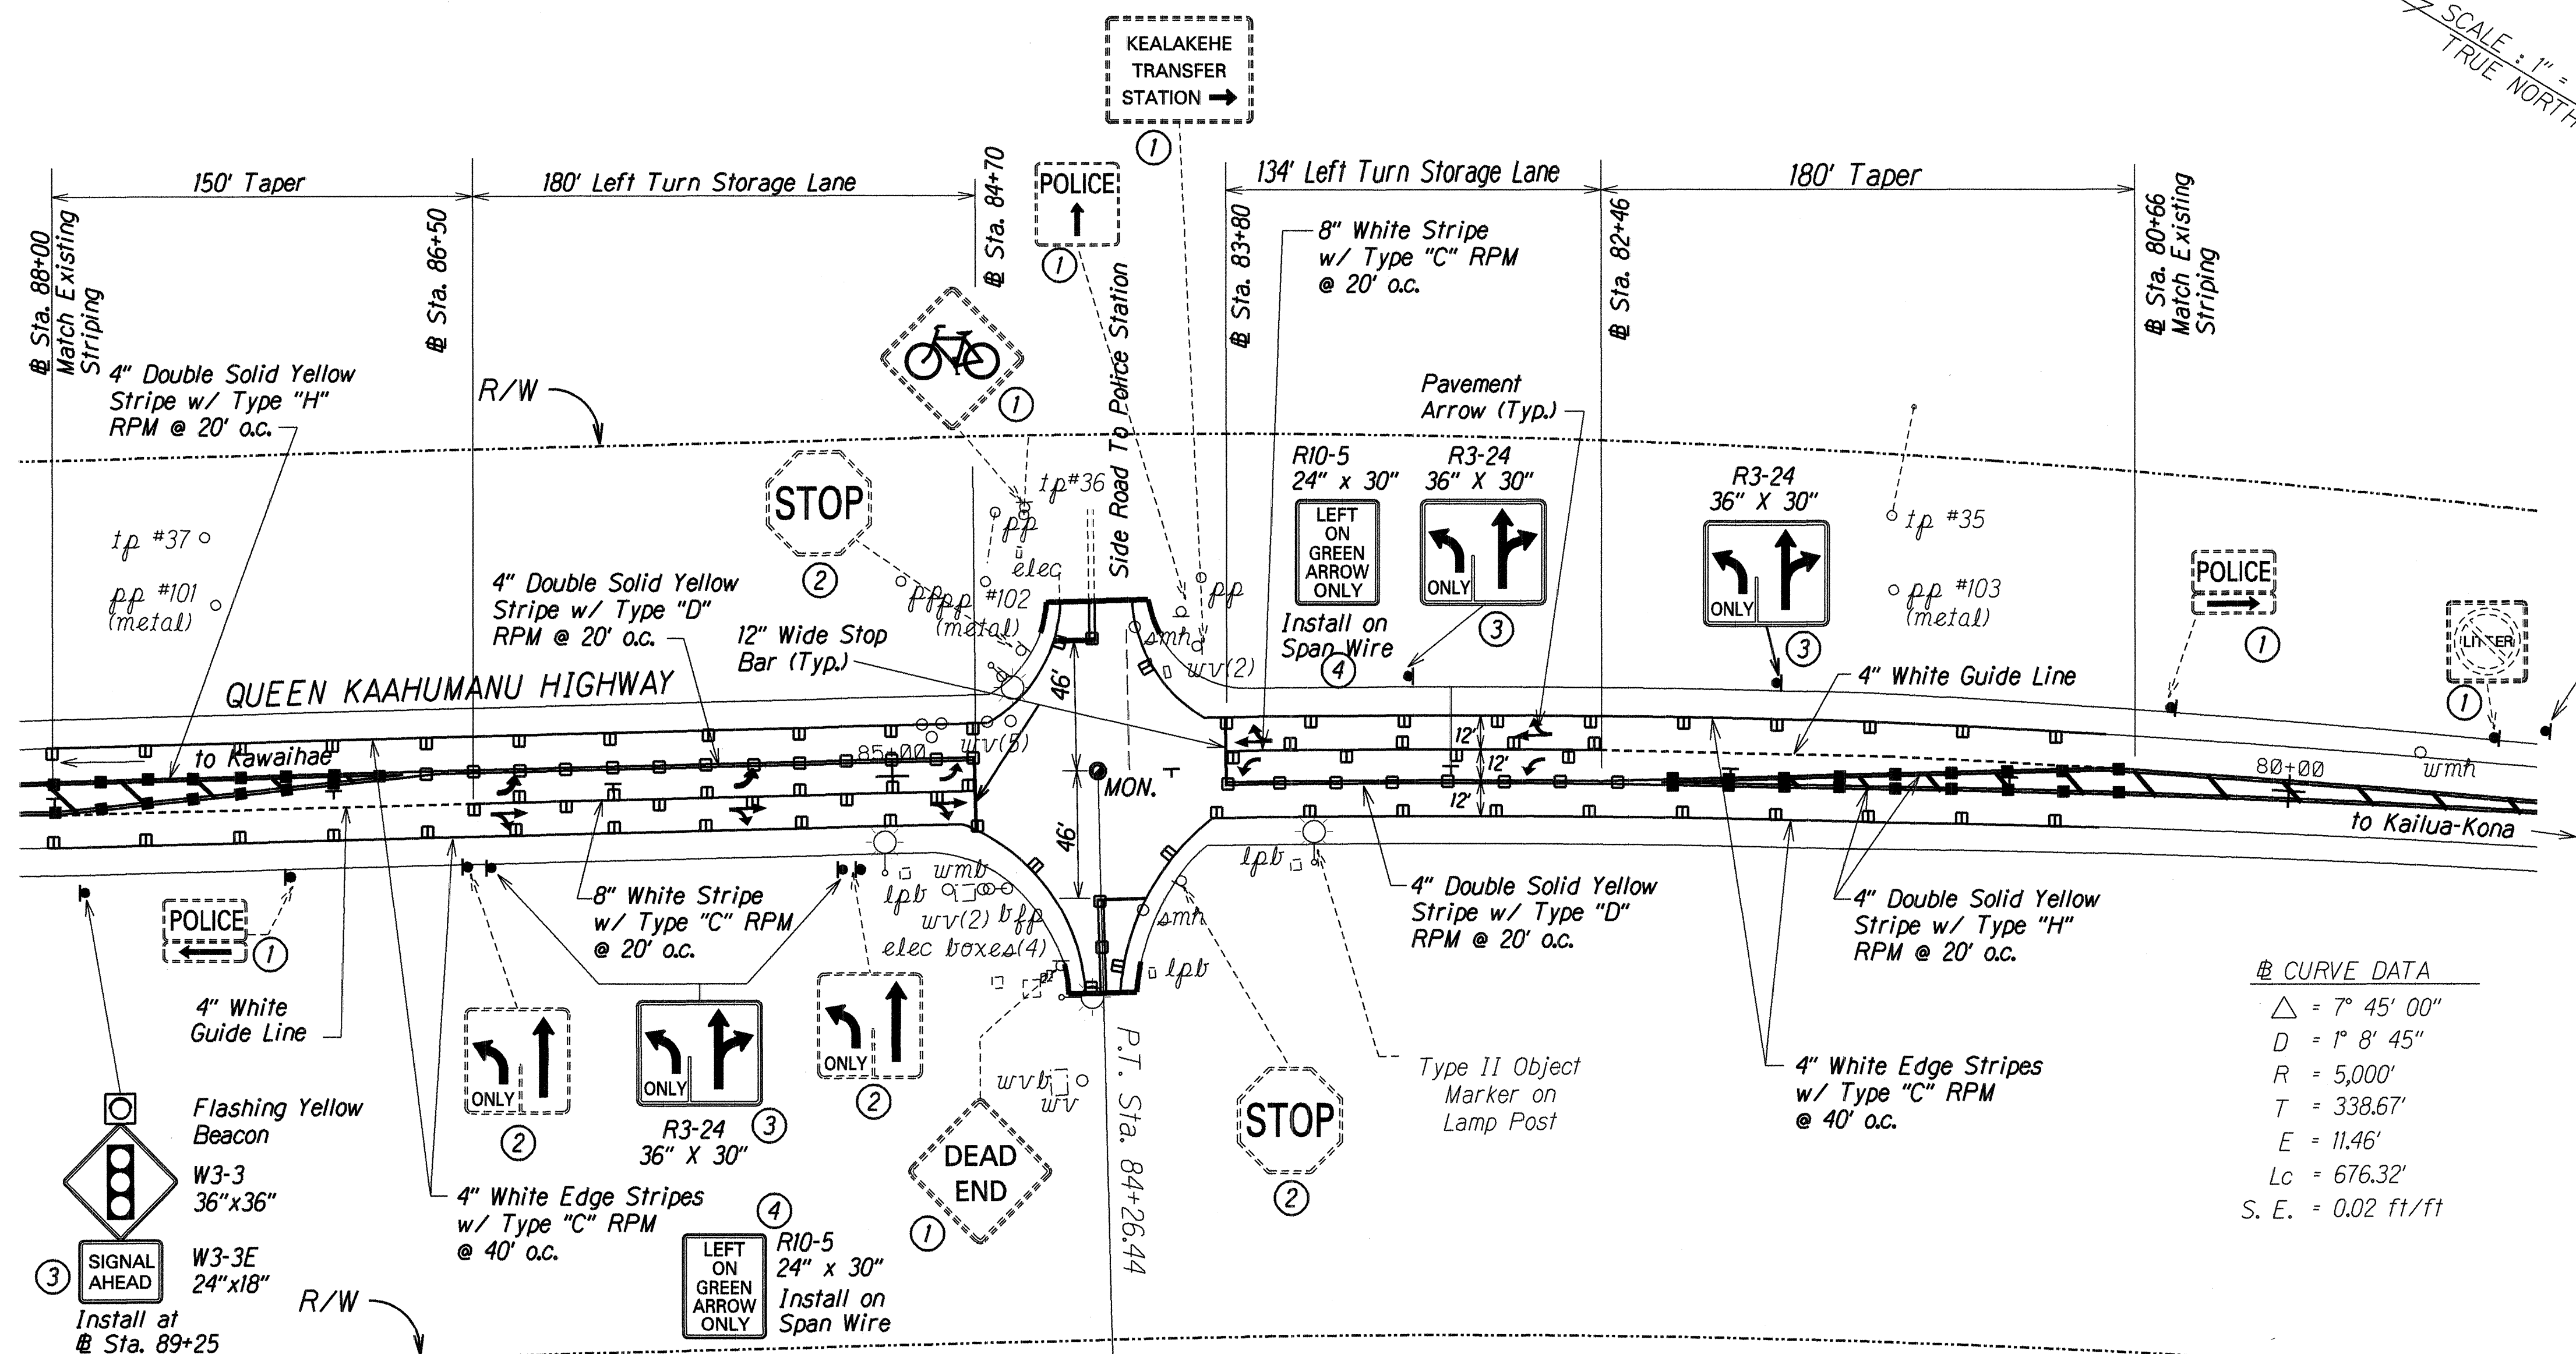 KEALAKEHE
TRANSFER
STATION
1
SCALE : 1" =
TRUE NORTH
150' Taper
180' Left Turn Storage Lane
134' Left Turn Storage Lane
180' Taper
℄ Sta. 88+00
Match Existing
Striping
℄ Sta. 86+50
℄ Sta. 84+70
POLICE
1
Side Road To Police Station
℄ Sta. 83+80
8" White Stripe
w/ Type "C" RPM
@ 20' o.c.
℄ Sta. 82+46
℄ Sta. 80+66
Match Existing
Striping
4" Double Solid Yellow
Stripe w/ Type "H"
RPM @ 20' o.c.
R/W
1
Pavement
Arrow (Typ.)
STOP
2
tp #36
pp
elec
R10-5
24" x 30"
LEFT
ON
GREEN
ARROW
ONLY
Install on
Span Wire
4
R3-24
36" X 30"
ONLY
3
R3-24
36" X 30"
ONLY
3
tp #35
pp #103
(metal)
POLICE
1
LITTER
1
tp #37
pp #101
(metal)
4" Double Solid Yellow
Stripe w/ Type "D"
RPM @ 20' o.c.
pp
pp #102
(metal)
12" Wide Stop
Bar (Typ.)
pp
smh
wv(2)
46'
QUEEN KAAHUMANU HIGHWAY
4" White Guide Line
to Kawaihae
85+00
wv(5)
MON.
12'
12'
12'
80+00
wmh
to Kailua-Kona
46'
POLICE
1
8" White Stripe
w/ Type "C" RPM
@ 20' o.c.
lpb
wmb
wv(2)
bfp
elec boxes(4)
smh
lpb
lpb
4" Double Solid Yellow
Stripe w/ Type "D"
RPM @ 20' o.c.
4" Double Solid Yellow
Stripe w/ Type "H"
RPM @ 20' o.c.
4" White
Guide Line
ONLY
2
ONLY
R3-24
36" X 30"
3
ONLY
2
wvb
wv
P.T. Sta. 84+26.44
DEAD
END
1
STOP
2
Type II Object
Marker on
Lamp Post
4" White Edge Stripes
w/ Type "C" RPM
@ 40' o.c.
℄ CURVE DATA
△ = 7° 45' 00"
D = 1° 8' 45"
R = 5,000'
T = 338.67'
E = 11.46'
Lc = 676.32'
S. E. = 0.02 ft/ft
Flashing Yellow
Beacon
W3-3
36"x36"
SIGNAL
AHEAD
3
W3-3E
24"x18"
Install at
℄ Sta. 89+25
4" White Edge Stripes
w/ Type "C" RPM
@ 40' o.c.
R/W
LEFT
ON
GREEN
ARROW
ONLY
4
R10-5
24" x 30"
Install on
Span Wire